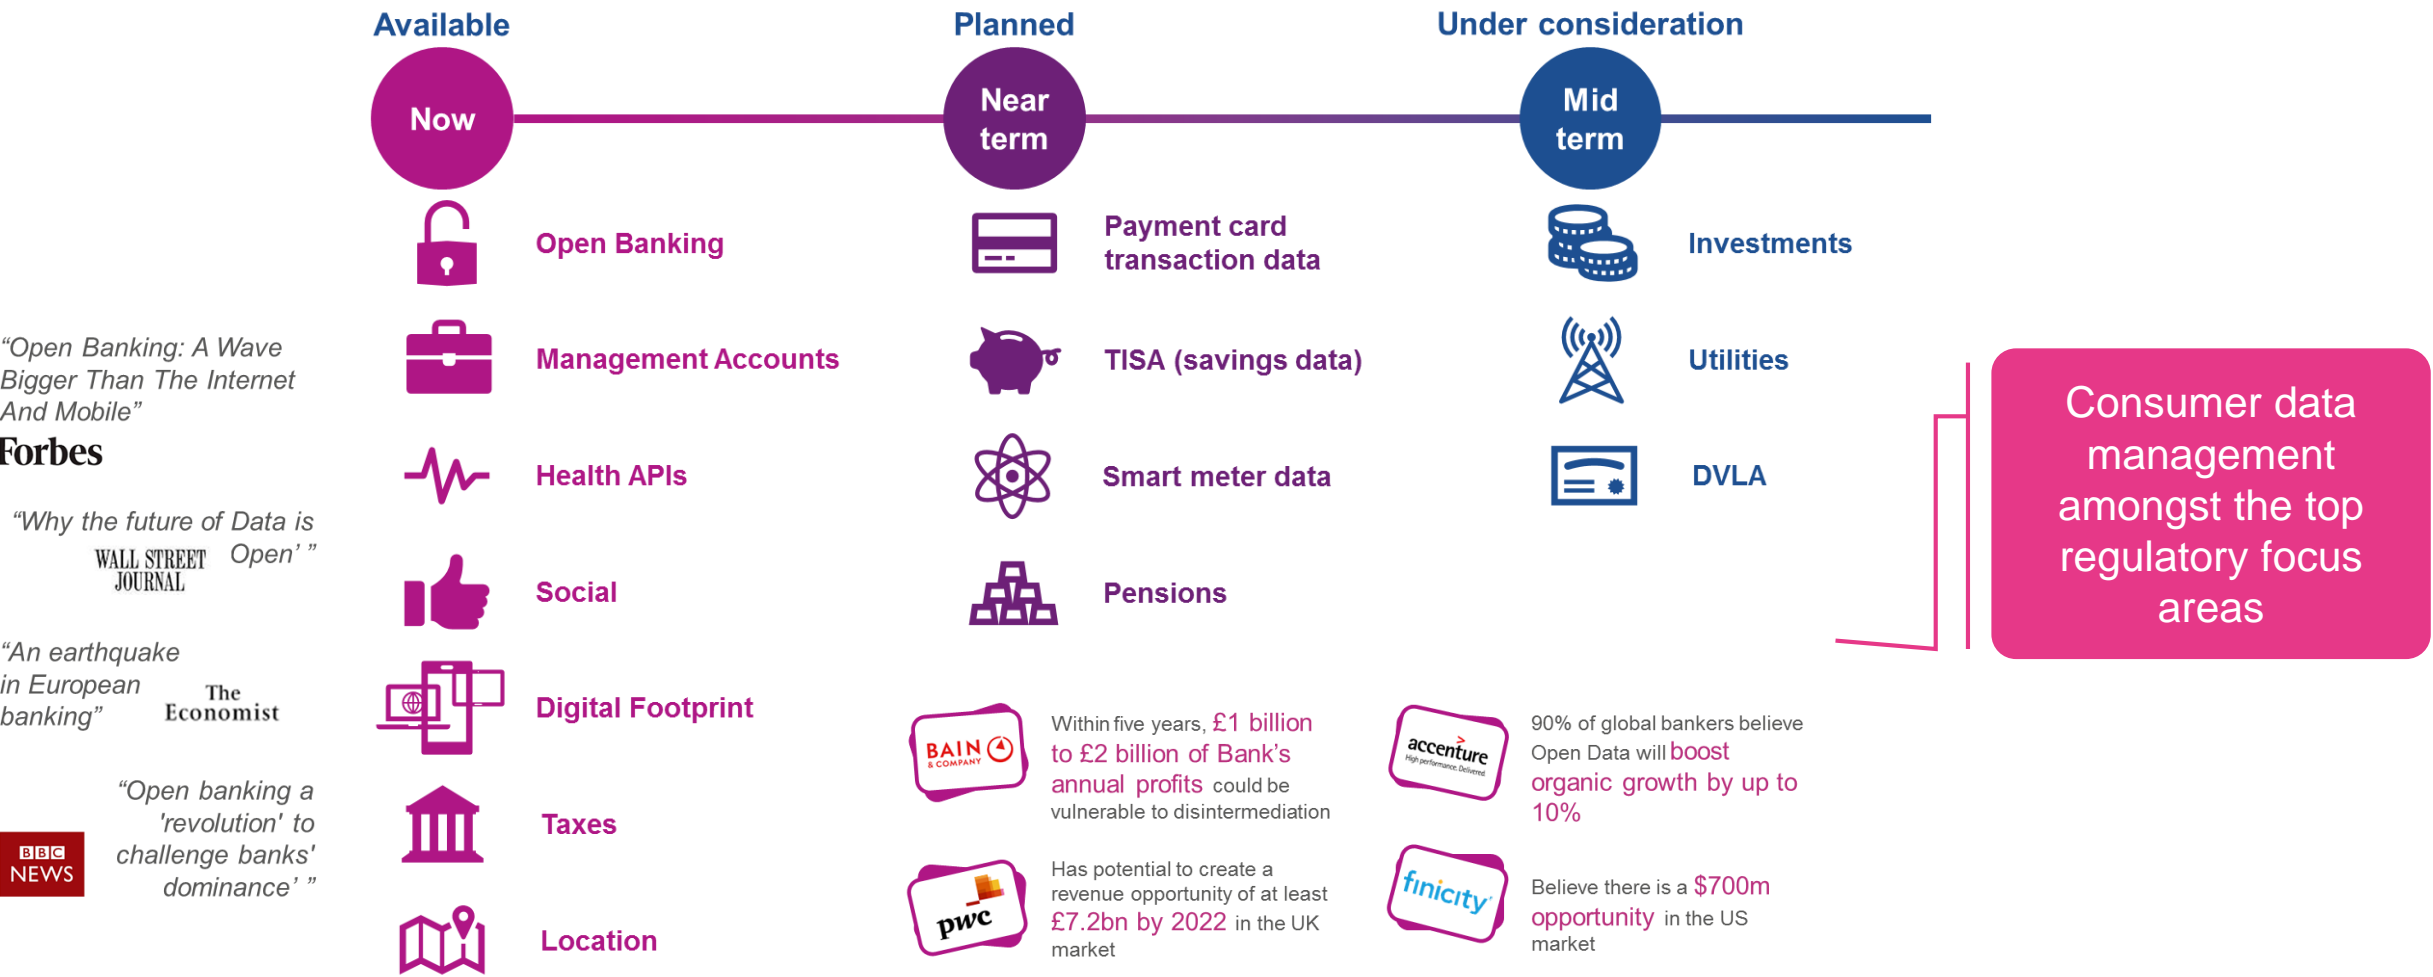 Available
Planned
Under consideration
Now
Near
term
Mid
term
Open Banking
Management Accounts
Health APIs
Social
Digital Footprint
Taxes
Location
Payment card
transaction data
TISA (savings data)
Smart meter data
Pensions
Investments
Utilities
DVLA
“Open Banking: A Wave
Bigger Than The Internet
And Mobile”
Forbes
“Why the future of Data is
Open’ ”
WALL STREET
JOURNAL
“An earthquake
in European
banking”
The
Economist
“Open banking a
'revolution' to
challenge banks'
dominance’ ”
BBC
NEWS
BAIN
& COMPANY
Within five years, £1 billion
to £2 billion of Bank’s
annual profits could be
vulnerable to disintermediation
pwc
Has potential to create a
revenue opportunity of at least
£7.2bn by 2022 in the UK
market
accenture
High performance. Delivered
90% of global bankers believe
Open Data will boost
organic growth by up to
10%
finicity
Believe there is a $700m
opportunity in the US
market
Consumer data
management
amongst the top
regulatory focus
areas